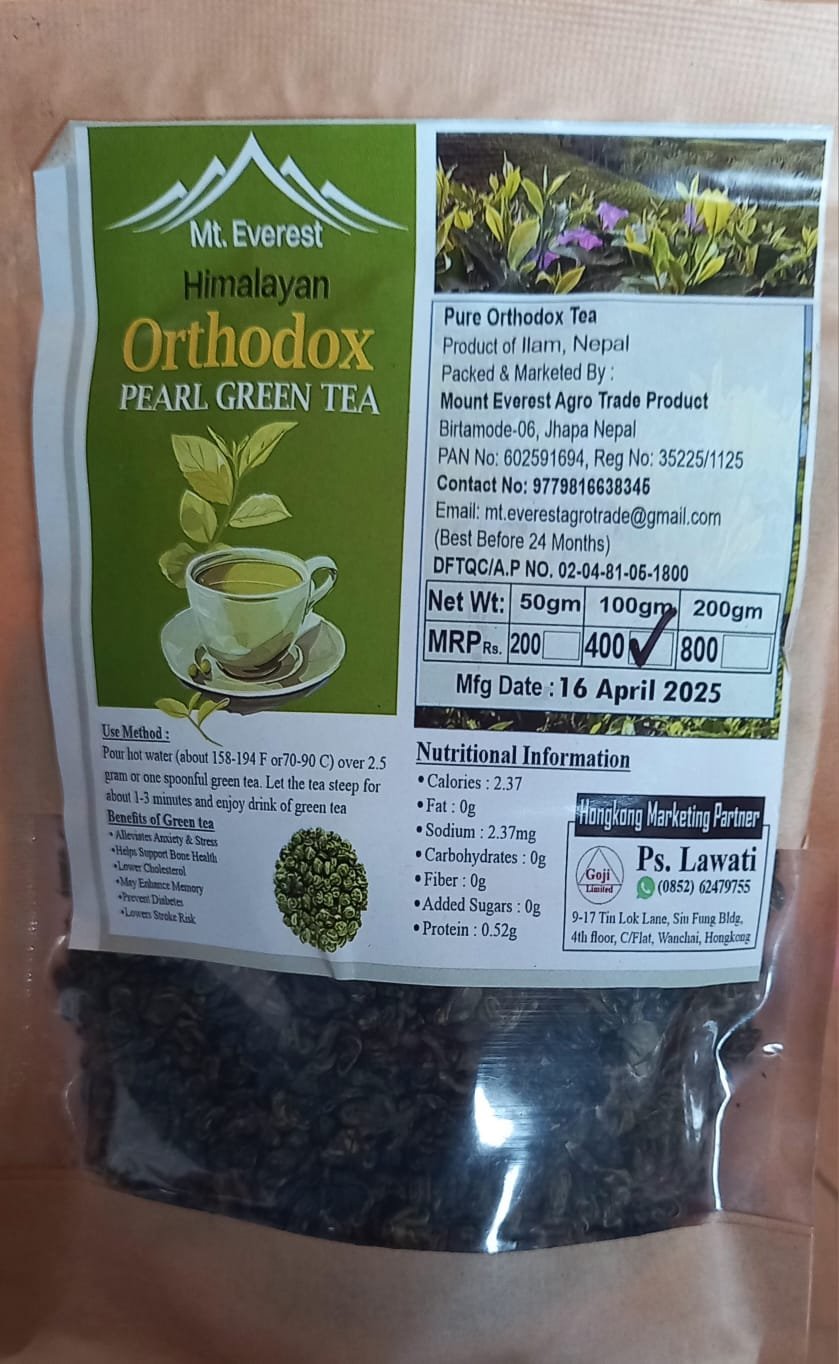 Mt. Everest
Himalayan
Orthodox
PEARL GREEN TEA
Pure Orthodox Tea
Product of Ilam, Nepal
Packed & Marketed By :
Mount Everest Agro Trade Product
Birtamode-06, Jhapa Nepal
PAN No: 602591694, Reg No: 35225/1125
Contact No: 9779816638345
Email: mt.everestagrotrade@gmail.com
(Best Before 24 Months)
DFTQC/A.P NO. 02-04-81-05-1800
Net Wt: 50gm 100gm 200gm
MRP Rs. 200 400 ✓ 800
Mfg Date : 16 April 2025
Use Method :
Pour hot water (about 158-194 F or70-90 C) over 2.5
gram or one spoonful green tea. Let the tea steep for
about 1-3 minutes and enjoy drink of green tea
Benefits of Green tea
• Alleviates Anxiety & Stress
•Helps Support Bone Health
•Lower Cholesterol
•May Enhance Memory
•Prevent Diabetes
•Lowers Stroke Risk
Nutritional Information
• Calories : 2.37
• Fat : 0g
• Sodium : 2.37mg
• Carbohydrates : 0g
• Fiber : 0g
• Added Sugars : 0g
• Protein : 0.52g
Hongkong Marketing Partner
Goji
Limited
Ps. Lawati
(0852) 62479755
9-17 Tin Lok Lane, Sin Fung Bldg,
4th floor, C/Flat, Wanchai, Hongkong